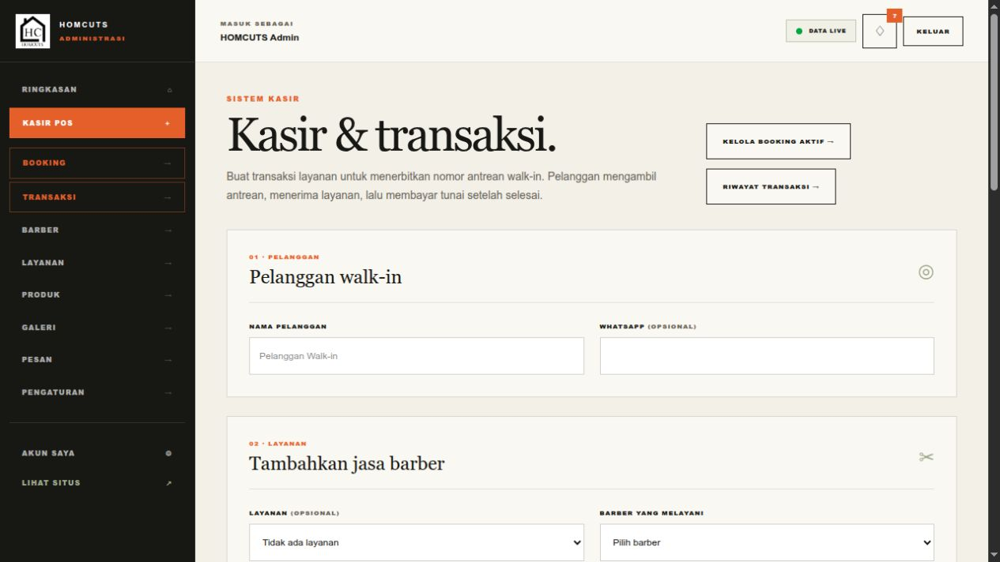 HC
HOMCUTS
HOMCUTS
ADMINISTRASI
RINGKASAN
KASIR POS +
BOOKING →
TRANSAKSI →
BARBER →
LAYANAN →
PRODUK →
GALERI →
PESAN →
PENGATURAN →
AKUN SAYA
LIHAT SITUS ↗
MASUK SEBAGAI
HOMCUTS Admin
DATA LIVE
7
KELUAR
SISTEM KASIR
Kasir & transaksi.
Buat transaksi layanan untuk menerbitkan nomor antrean walk-in. Pelanggan mengambil
antrean, menerima layanan, lalu membayar tunai setelah selesai.
KELOLA BOOKING AKTIF →
RIWAYAT TRANSAKSI →
01 · PELANGGAN
Pelanggan walk-in
NAMA PELANGGAN
Pelanggan Walk-in
WHATSAPP (OPSIONAL)
02 · LAYANAN
Tambahkan jasa barber
LAYANAN (OPSIONAL)
Tidak ada layanan
BARBER YANG MELAYANI
Pilih barber